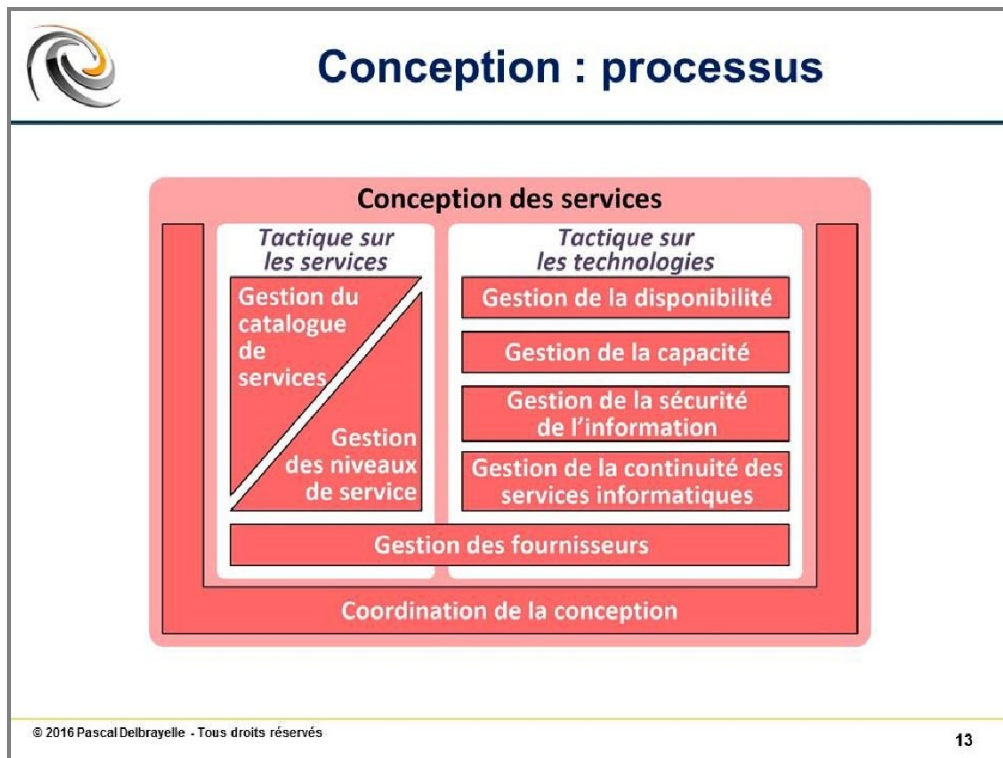 Conception : processus
Conception des services
Tactique sur
les services
Tactique sur
les technologies
Gestion du
catalogue
de
services
Gestion
des niveaux
de service
Gestion de la disponibilité
Gestion de la capacité
Gestion de la sécurité
de l’information
Gestion de la continuité des
services informatiques
Gestion des fournisseurs
Coordination de la conception
© 2016 Pascal Delbrayelle - Tous droits réservés
13